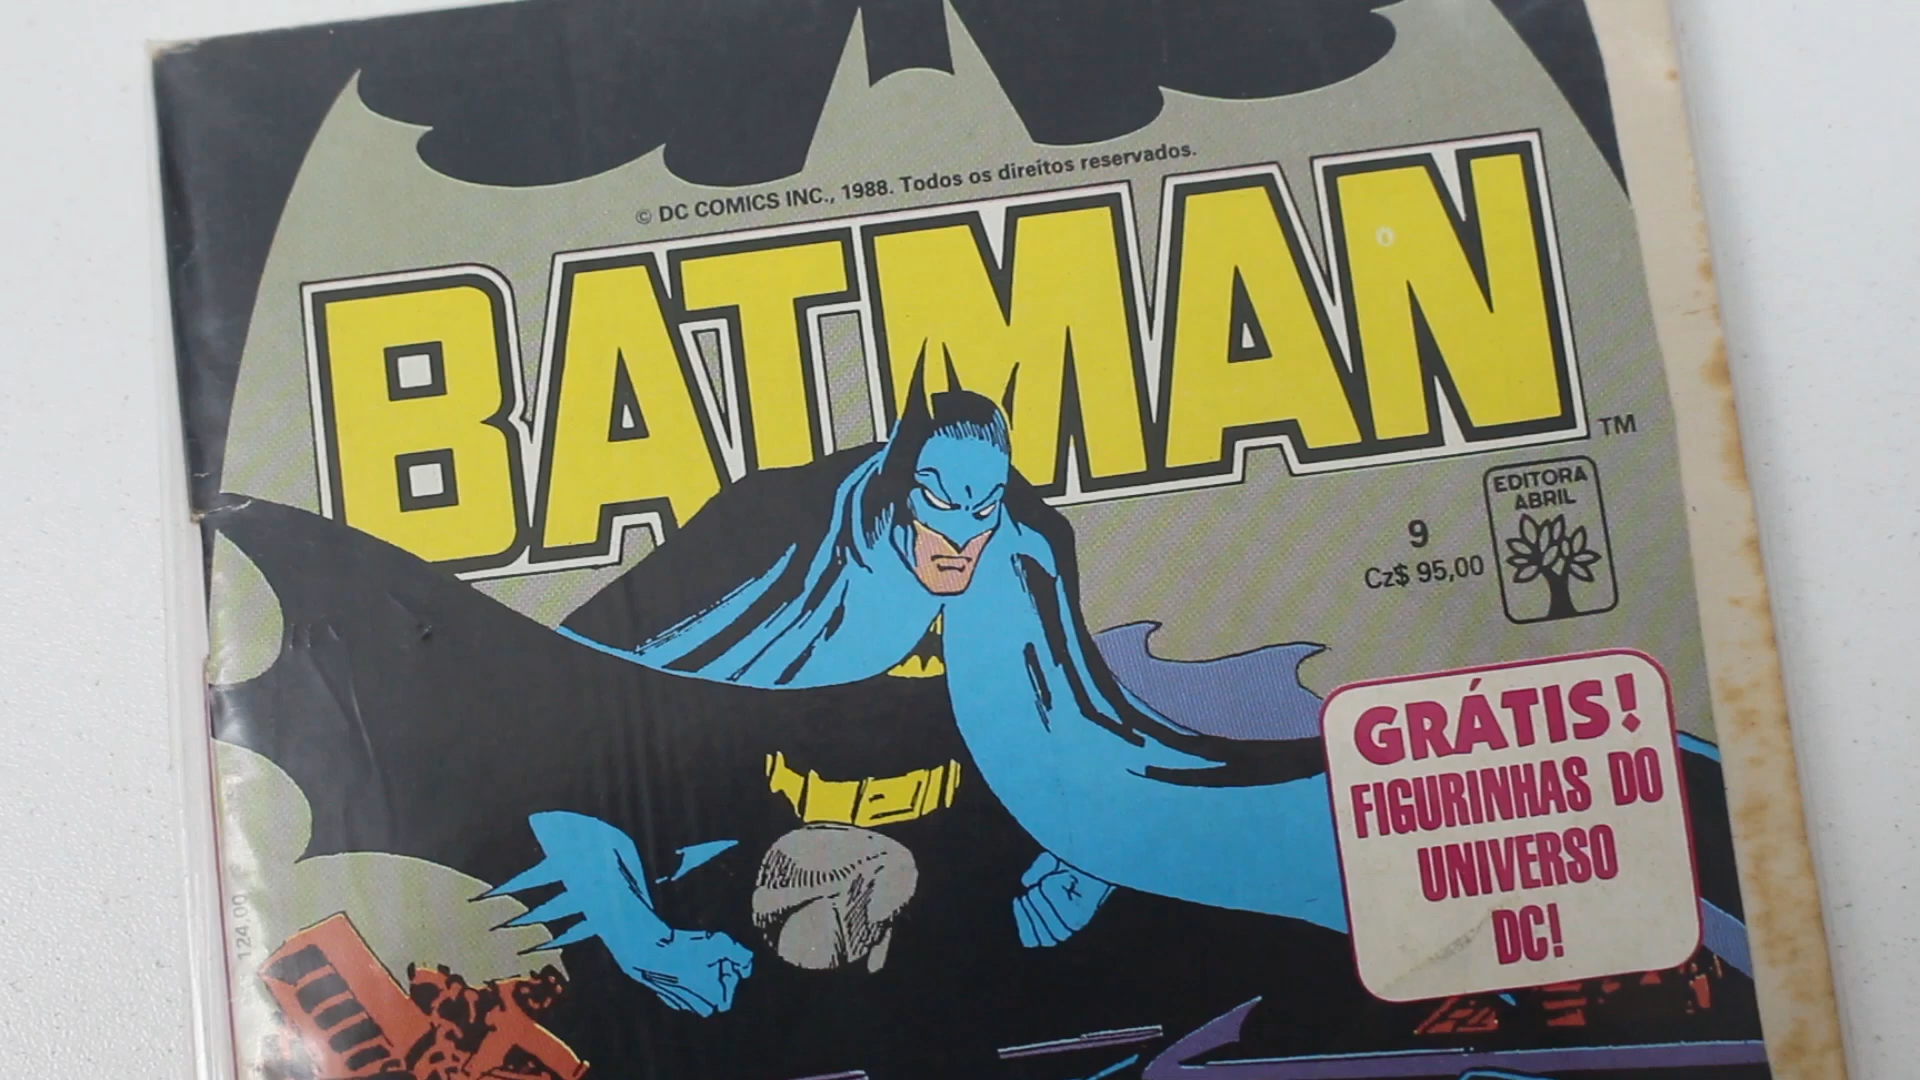 © DC COMICS INC., 1988. Todos os direitos reservados.
BATMAN
TM
EDITORA
ABRIL
9
Cz$ 95,00
GRÁTIS!
FIGURINHAS DO
UNIVERSO
DC!
124,00